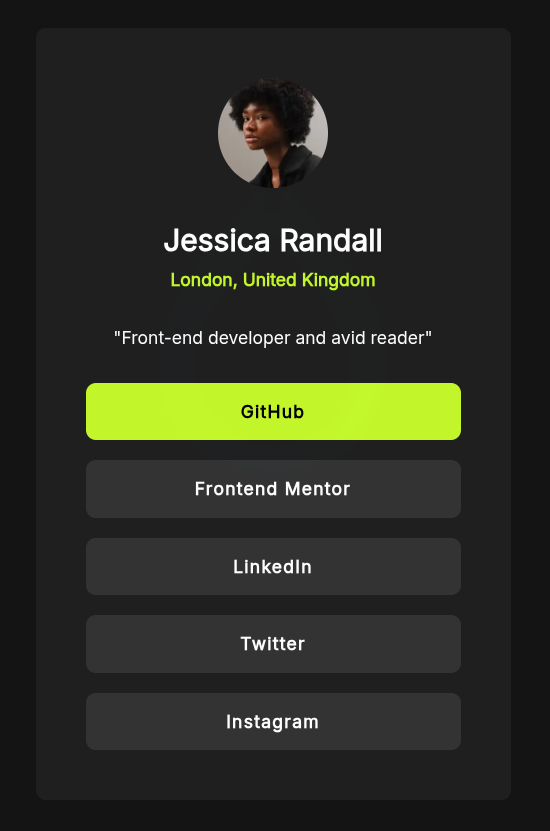 Jessica Randall
London, United Kingdom
"Front-end developer and avid reader"
GitHub
Frontend Mentor
LinkedIn
Twitter
Instagram